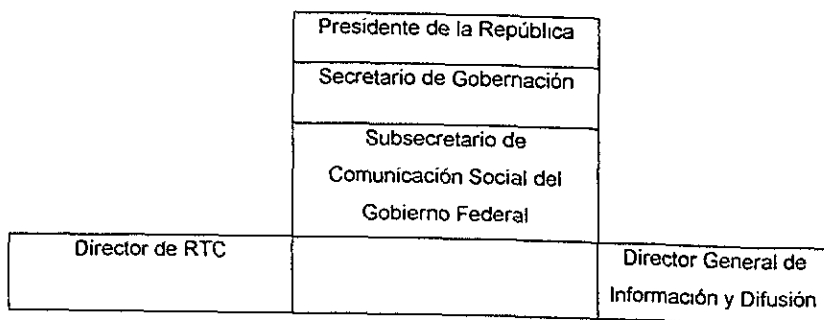 Presidente de la República
Secretario de Gobernación
Subsecretario de
Comunicación Social del
Gobierno Federal
Director de RTC
Director General de
Información y Difusión